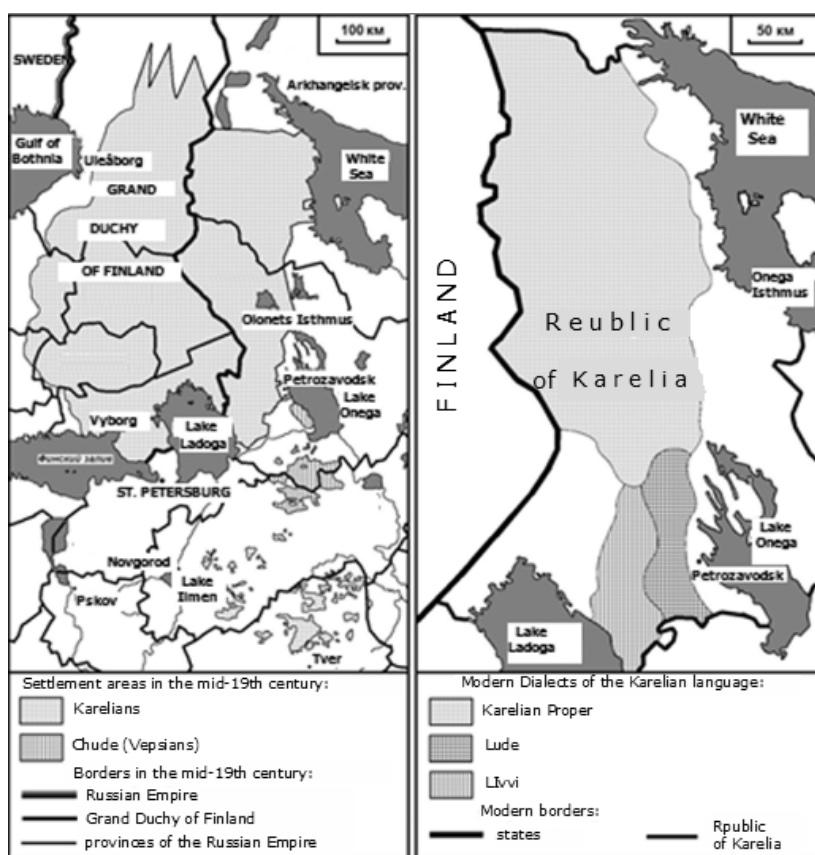 100 км
SWEDEN
Arkhangelsk prov.
Gulf of
Bothnia
Uleåborg
White
Sea
GRAND
DUCHY
OF FINLAND
Olonets Isthmus
Petrozavodsk
Lake
Onega
Vyborg
Lake
Ladoga
Финский залив
ST. PETERSBURG
Novgorod
Lake
Ilmen
Pskov
Tver
Settlement areas in the mid-19th century:
Karelians
Chude (Vepsians)
Borders in the mid-19th century:
Russian Empire
Grand Duchy of Finland
provinces of the Russian Empire
50 км
White
Sea
Onega
Isthmus
FINLAND
Reublic
of Karelia
Lake
Onega
Petrozavodsk
Lake
Ladoga
Modern Dialects of the Karelian language:
Karelian Proper
Lude
Livvi
Modern borders:
states
Rpublic
of Karelia